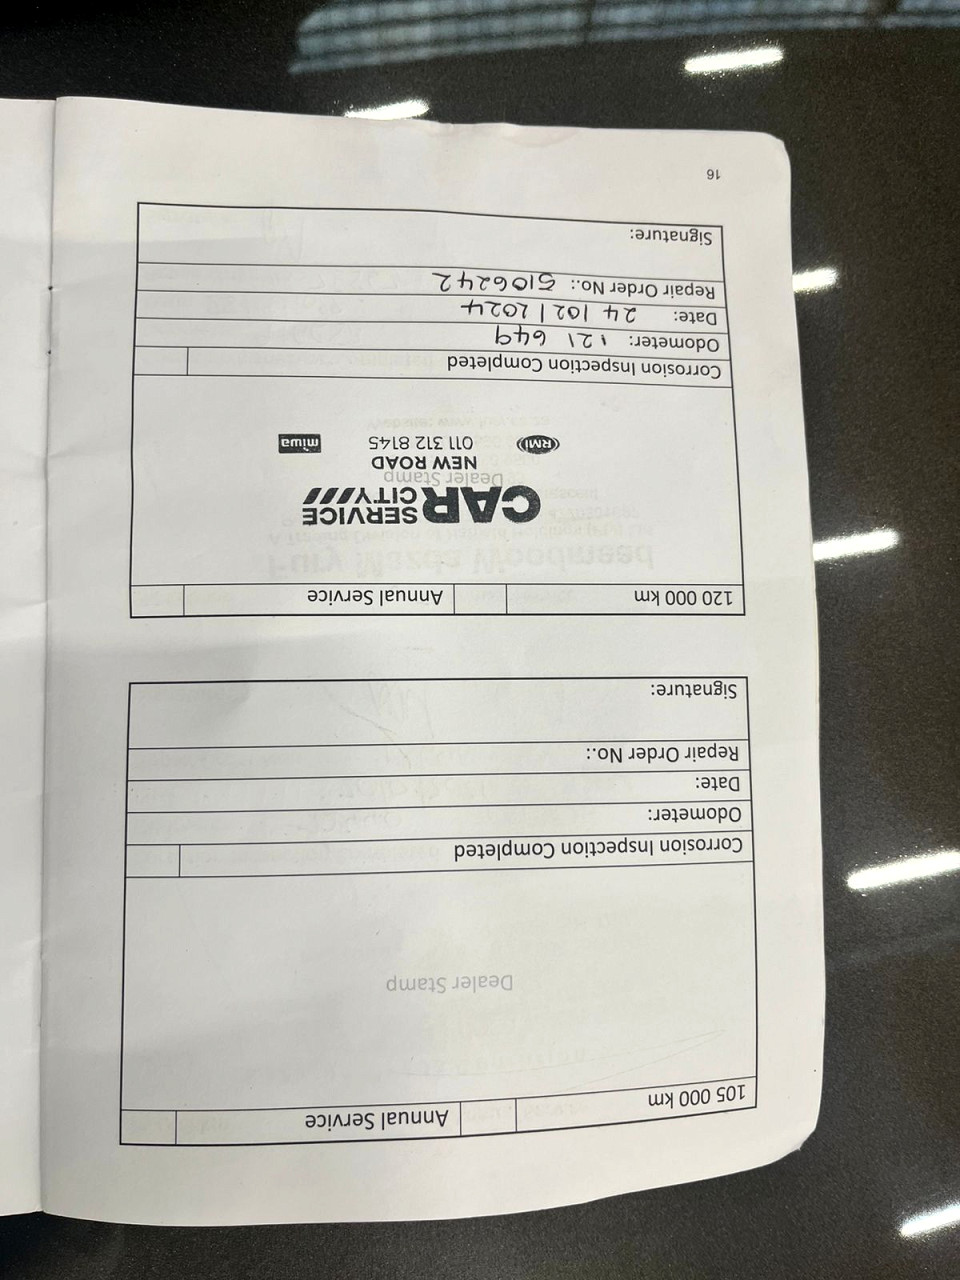 105 000 km Annual Service
Dealer Stamp
Corrosion Inspection Completed
Odometer:
Date:
Repair Order No.:
Signature:
120 000 km Annual Service
CAR SERVICE CITY
Dealer Stamp
NEW ROAD
RMI 011 312 8145 miwa
Corrosion Inspection Completed
Odometer: 121 649
Date: 24/02/2024
Repair Order No.: 5106242
Signature:
16